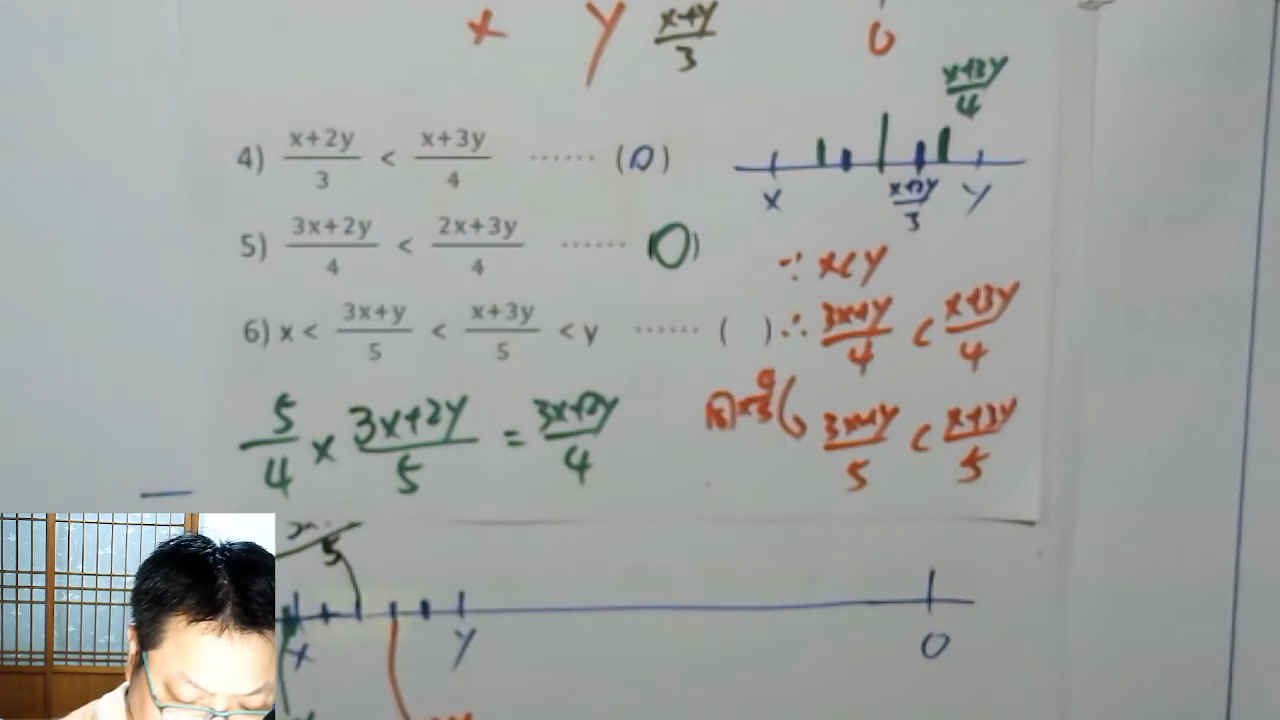 x y (x+y)/3 0
(x+3y)/4
4) (x+2y)/3 < (x+3y)/4 ······ (O)
x (x+2y)/3 y
5) (3x+2y)/4 < (2x+3y)/4 ······ (O)
∵ x<y
6) x < (3x+y)/5 < (x+3y)/5 < y ······ ( )
∴ (3x+y)/4 < (x+3y)/4
(3x+y)/5 < (x+3y)/5
5/4 × (3x+2y)/5 = (3x+2y)/4
5
x y 0